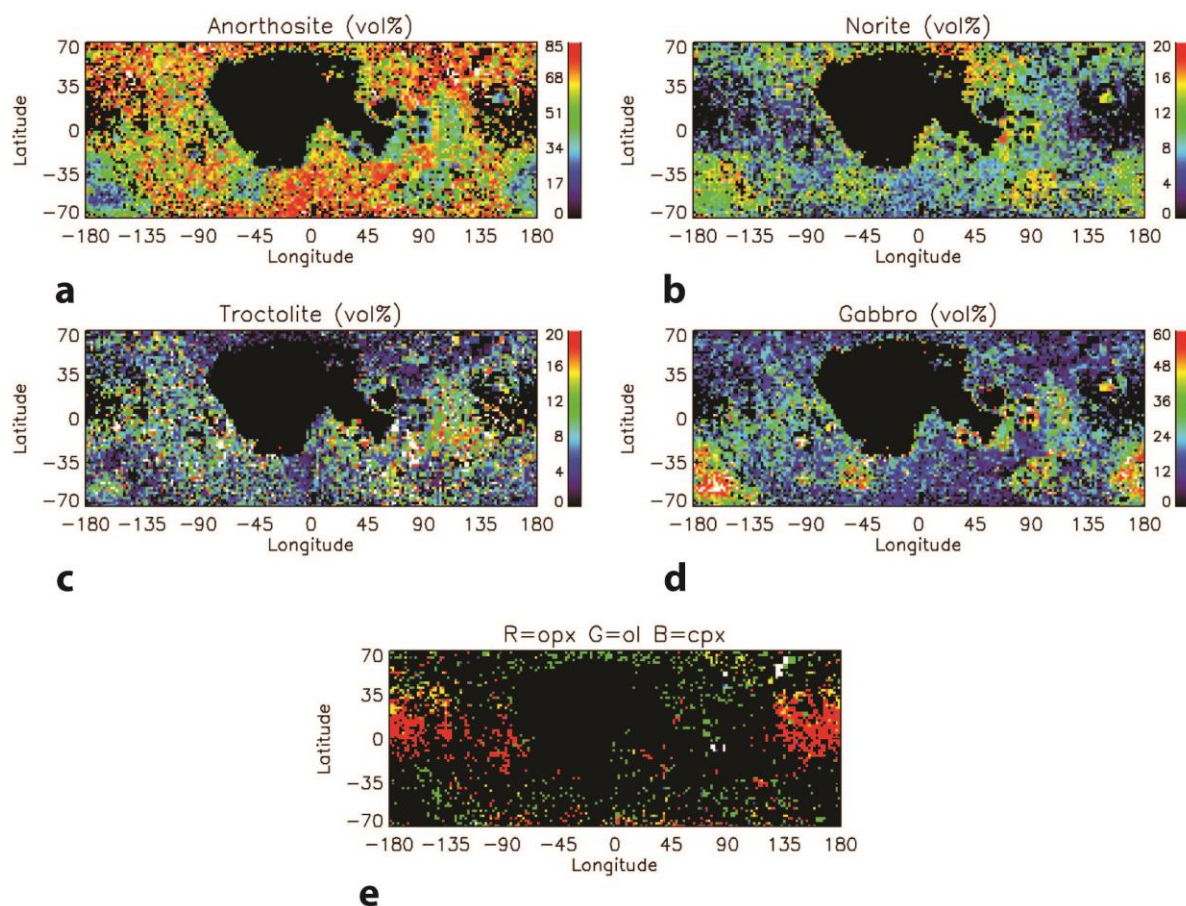 Anorthosite (vol%)
Norite (vol%)
70
35
0
-35
-70
Latitude
85
68
51
34
17
0
70
35
0
-35
-70
Latitude
20
16
12
8
4
0
-180 -135 -90 -45 0 45 90 135 180
Longitude
-180 -135 -90 -45 0 45 90 135 180
Longitude
a
b
Troctolite (vol%)
Gabbro (vol%)
70
35
0
-35
-70
Latitude
20
16
12
8
4
0
70
35
0
-35
-70
Latitude
60
48
36
24
12
0
-180 -135 -90 -45 0 45 90 135 180
Longitude
-180 -135 -90 -45 0 45 90 135 180
Longitude
c
d
R=opx G=ol B=cpx
70
35
0
-35
-70
Latitude
-180 -135 -90 -45 0 45 90 135 180
Longitude
e